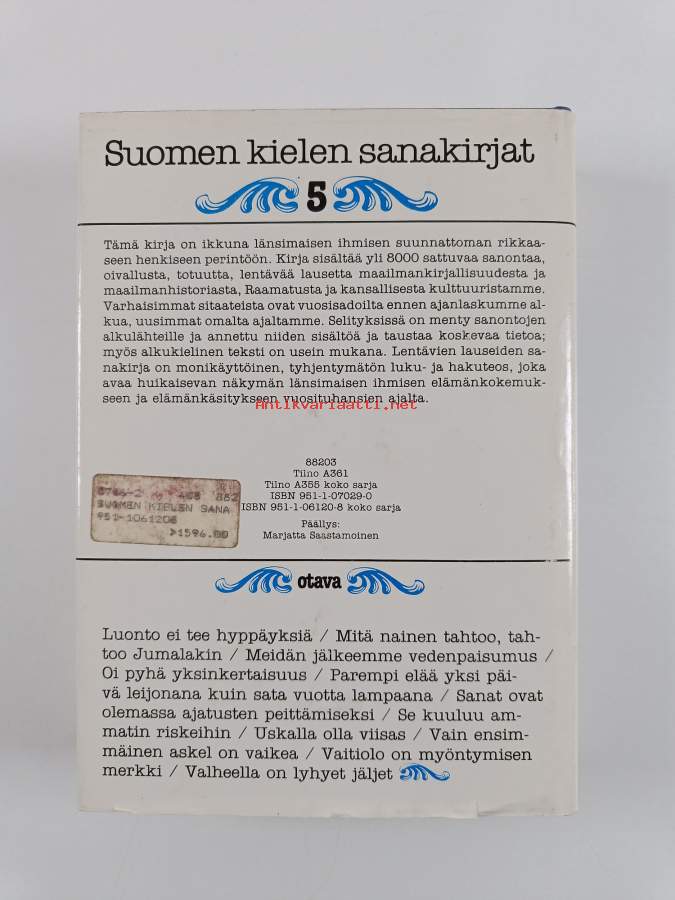 Suomen kielen sanakirjat
5
Tämä kirja on ikkuna länsimaisen ihmisen suunnattoman rikkaa-
seen henkiseen perintöön. Kirja sisältää yli 8000 sattuvaa sanontaa,
oivallusta, totuutta, lentävää lausetta maailmankirjallisuudesta ja
maailmanhistoriasta, Raamatusta ja kansallisesta kulttuuristamme.
Varhaisimmat sitaateista ovat vuosisadoilta ennen ajanlaskumme al-
kua, uusimmat omalta ajaltamme. Selityksissä on menty sanontojen
alkulähteille ja annettu niiden sisältöä ja taustaa koskevaa tietoa;
myös alkukielinen teksti on usein mukana. Lentävien lauseiden sa-
nakirja on monikäyttöinen, tyhjentymätön luku- ja hakuteos, joka
avaa huikaisevan näkymän länsimaisen ihmisen elämänkokemuk-
seen ja elämänkäsitykseen vuosituhansien ajalta.
Antikvariaatti.net
88203
Tilno A361
Tilno A355 koko sarja
ISBN 951-1-07029-0
ISBN 951-1-06120-8 koko sarja
Päällys:
Marjatta Saastamoinen
882
SUOMEN KIELEN SANA
951-1061208
>1596.00
otava
Luonto ei tee hyppäyksiä / Mitä nainen tahtoo, tah-
too Jumalakin / Meidän jälkeemme vedenpaisumus /
Oi pyhä yksinkertaisuus / Parempi elää yksi päi-
vä leijonana kuin sata vuotta lampaana / Sanat ovat
olemassa ajatusten peittämiseksi / Se kuuluu am-
matin riskeihin / Uskalla olla viisas / Vain ensim-
mäinen askel on vaikea / Vaitiolo on myöntymisen
merkki / Valheella on lyhyet jäljet